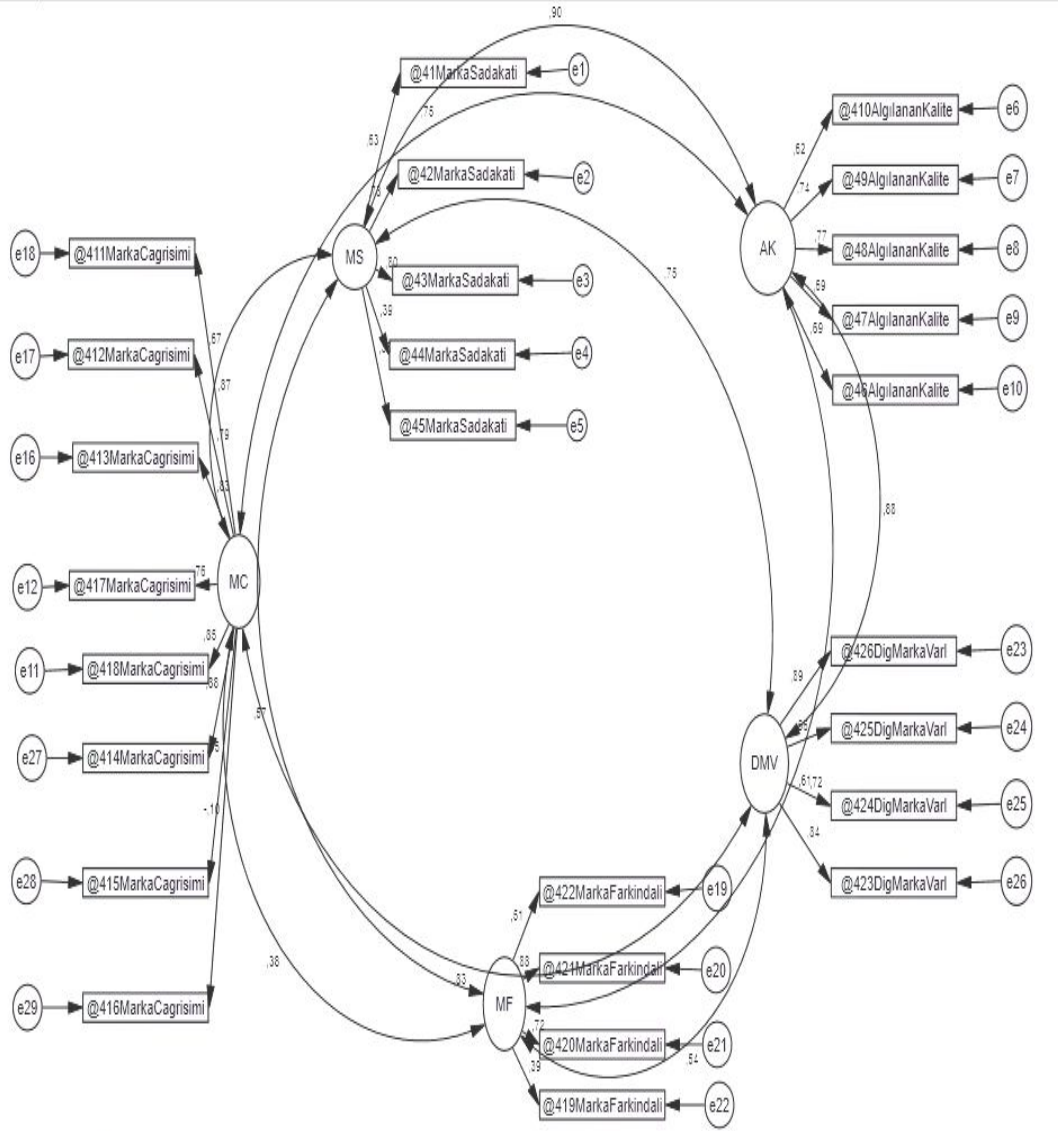 ,90
@41MarkaSadakati
e1
,75
,63
@42MarkaSadakati
e2
MS
@43MarkaSadakati
e3
,39
@44MarkaSadakati
e4
@45MarkaSadakati
e5
@410AlgılananKalite
e6
,62
@49AlgılananKalite
e7
,74
AK
,77
@48AlgılananKalite
e8
,59
@47AlgılananKalite
e9
,69
@46AlgılananKalite
e10
,75
,88
e18
@411MarkaCagrisimi
,67
e17
@412MarkaCagrisimi
,87
,79
e16
@413MarkaCagrisimi
,83
MC
e12
@417MarkaCagrisimi
,85
e11
@418MarkaCagrisimi
e27
@414MarkaCagrisimi
-,10
e28
@415MarkaCagrisimi
e29
@416MarkaCagrisimi
,57
,38
@426DigMarkaVarl
e23
,89
@425DigMarkaVarl
e24
DMV
,61
,72
@424DigMarkaVarl
e25
,84
@423DigMarkaVarl
e26
@422MarkaFarkindali
e19
,51
,88
@421MarkaFarkindali
e20
,83
MF
,72
@420MarkaFarkindali
e21
,54
,39
@419MarkaFarkindali
e22